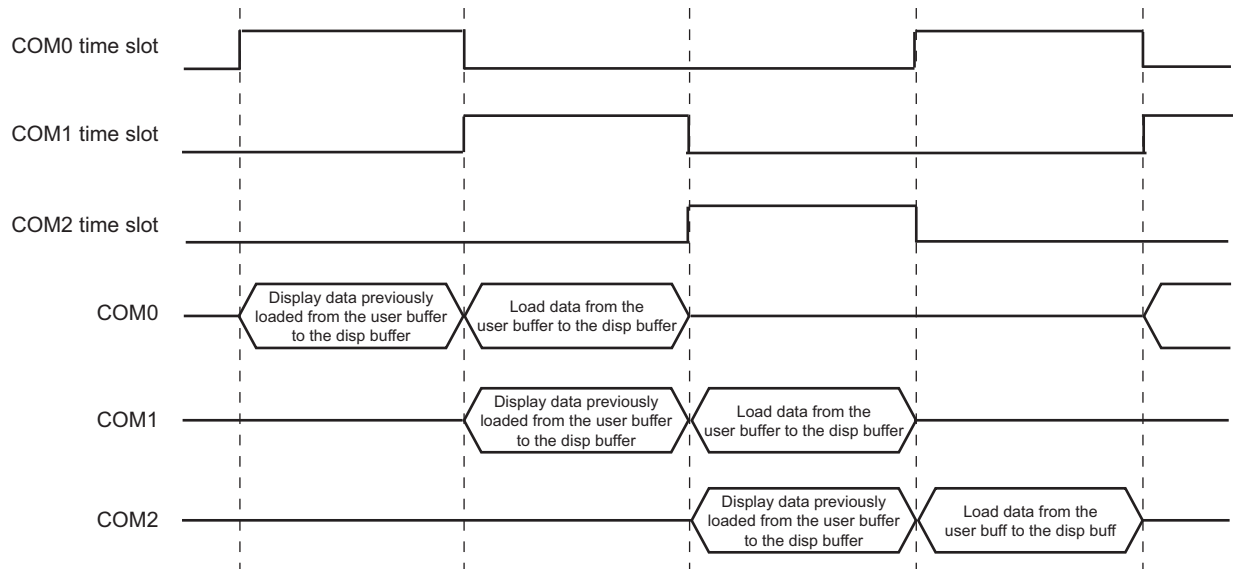 COM0 time slot
COM1 time slot
COM2 time slot
COM0
Display data previously
loaded from the user buffer
to the disp buffer
Load data from the
user buffer to the disp buffer
COM1
Display data previously
loaded from the user buffer
to the disp buffer
Load data from the
user buffer to the disp buffer
COM2
Display data previously
loaded from the user buffer
to the disp buffer
Load data from the
user buff to the disp buff